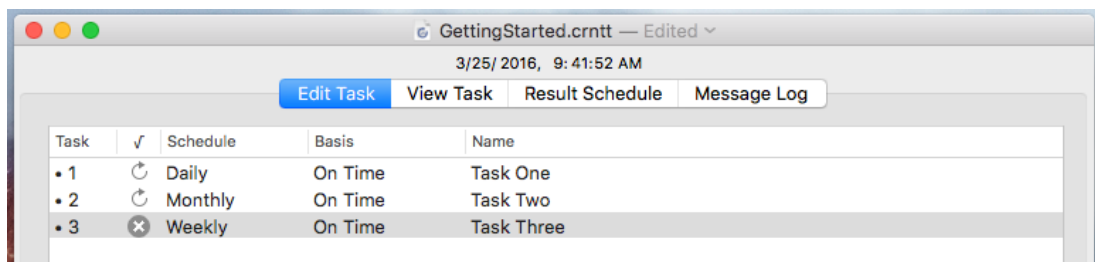 GettingStarted.crntt — Edited
3/25/ 2016, 9:41:52 AM
Edit Task View Task Result Schedule Message Log
Task √ Schedule Basis Name
• 1 Daily On Time Task One
• 2 Monthly On Time Task Two
• 3 Weekly On Time Task Three